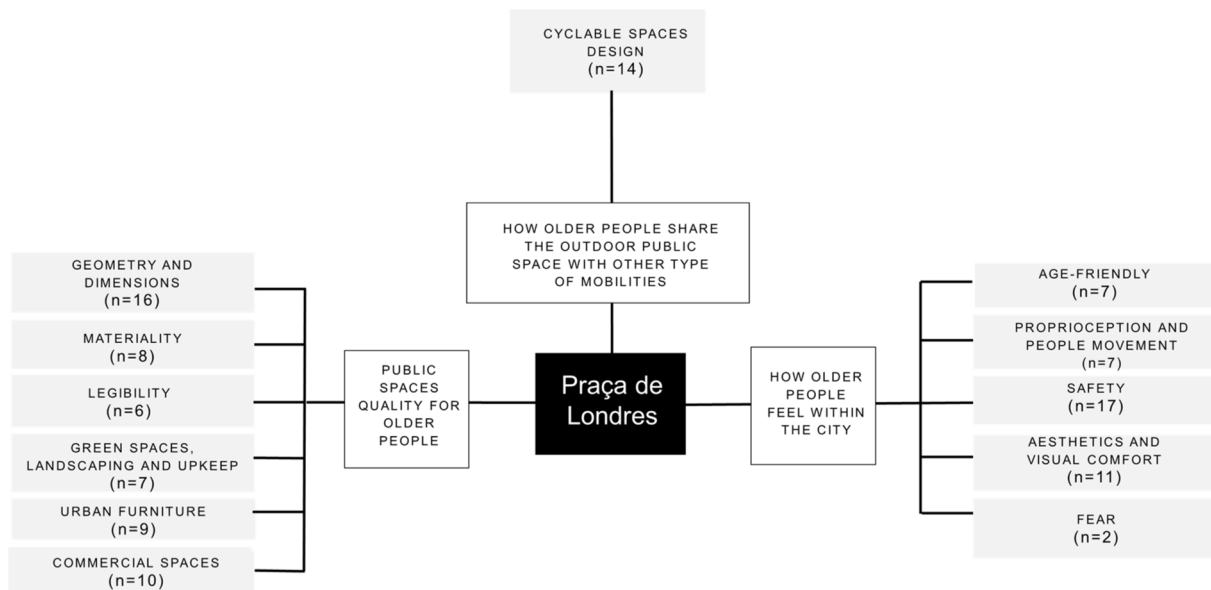 CYCLABLE SPACES
DESIGN
(n=14)
HOW OLDER PEOPLE SHARE
THE OUTDOOR PUBLIC
SPACE WITH OTHER TYPE
OF MOBILITIES
GEOMETRY AND
DIMENSIONS
(n=16)
MATERIALITY
(n=8)
LEGIBILITY
(n=6)
GREEN SPACES,
LANDSCAPING AND UPKEEP
(n=7)
URBAN FURNITURE
(n=9)
COMMERCIAL SPACES
(n=10)
PUBLIC
SPACES
QUALITY FOR
OLDER
PEOPLE
Praça de
Londres
HOW OLDER
PEOPLE
FEEL WITHIN
THE CITY
AGE-FRIENDLY
(n=7)
PROPRIOCEPTION AND
PEOPLE MOVEMENT
(n=7)
SAFETY
(n=17)
AESTHETICS AND
VISUAL COMFORT
(n=11)
FEAR
(n=2)